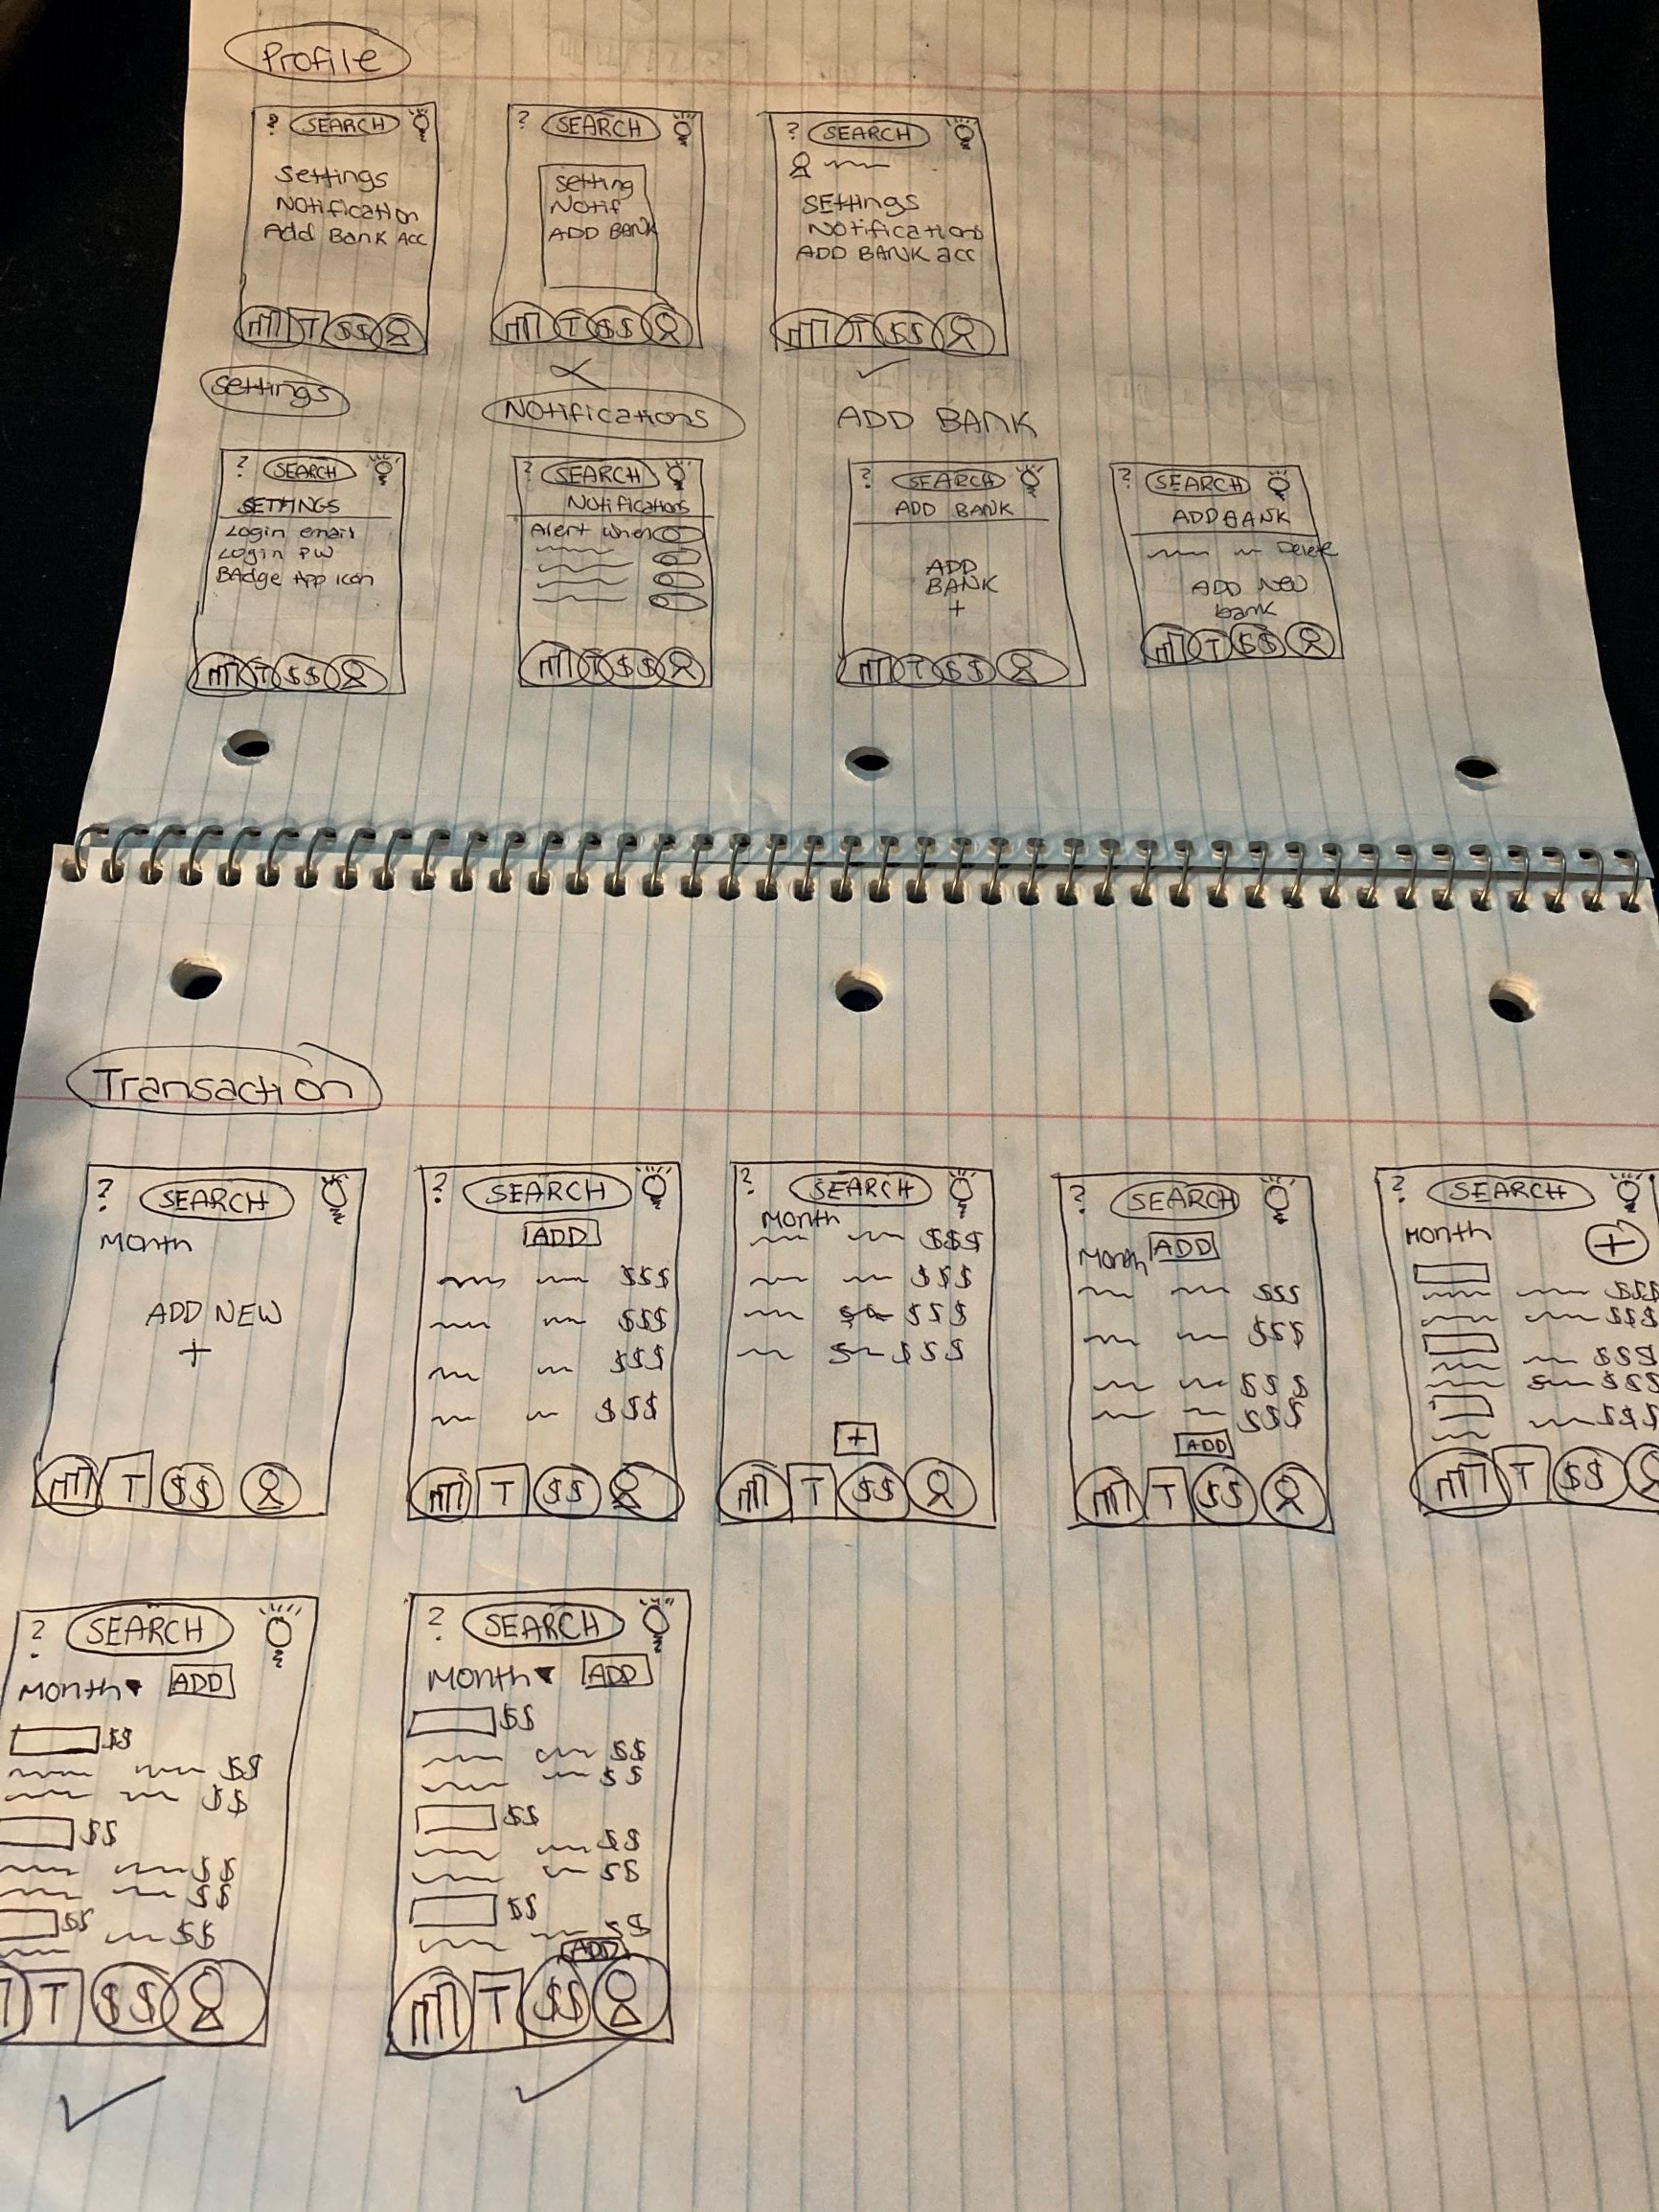 Profile
? SEARCH
Settings
Notification
Add Bank Acc
T $$
? SEARCH
Setting
Notif
ADD BANK
T $$
? SEARCH
SEttings
Notifications
ADD BANK acc
T $$
Settings
? SEARCH
SETTINGS
Login email
Login PW
BAdge App icon
T $$
Notifications
? SEARCH
Notifications
Alert when
T $$
ADD BANK
? SEARCH
ADD BANK
ADD
BANK
+
T $$
? SEARCH
ADD BANK
Delete
ADD NEW
bank
T $$
Transaction
? SEARCH
Month
ADD NEW
+
T $$
? SEARCH
ADD
$$$
$$$
$$$
$$$
T $$
? SEARCH
Month
$$$
$$$
$$$
$$$
+
T $$
? SEARCH
Month ADD
$$$
$$$
$$$
$$$
ADD
T $$
? SEARCH
Month +
$$$
$$$
$$$
$$$
$$$
T $$
? SEARCH
Month ADD
$$
$$
$$
$$
$$
$$
$$
$$
T $$
? SEARCH
Month ADD
$$
$$
$$
$$
$$
$$
$$
$$
ADD
T $$